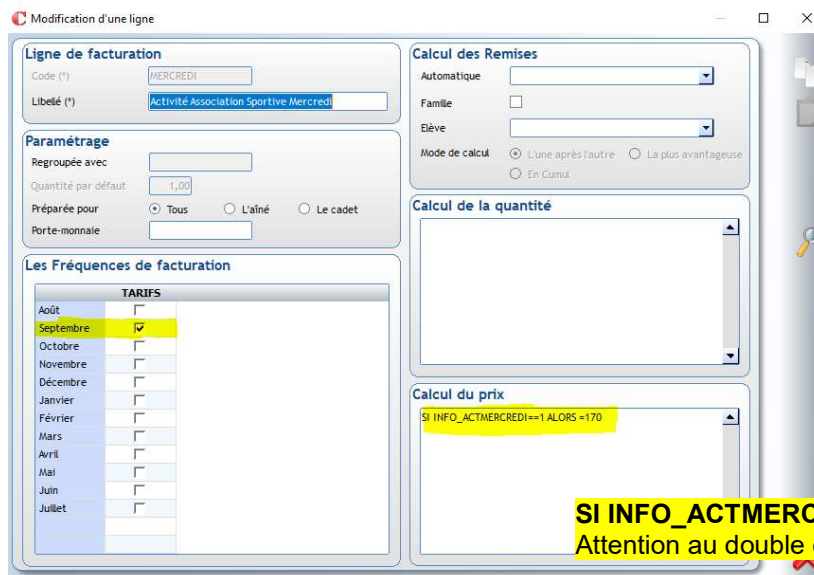 Modification d'une ligne
Ligne de facturation
Code (*) MERCREDI
Libellé (*) Activité Association Sportive Mercredi
Paramétrage
Regroupée avec
Quantité par défaut 1,00
Préparée pour Tous L'aîné Le cadet
Porte-monnaie
Les Fréquences de facturation
TARIFS
Août
Septembre
Octobre
Novembre
Décembre
Janvier
Février
Mars
Avril
Mai
Juin
Juillet
Calcul des Remises
Automatique
Famille
Elève
Mode de calcul L'une après l'autre La plus avantageuse
En Cumul
Calcul de la quantité
Calcul du prix
SI INFO_ACTMERCREDI==1 ALORS =170
SI INFO_ACTMERC
Attention au double